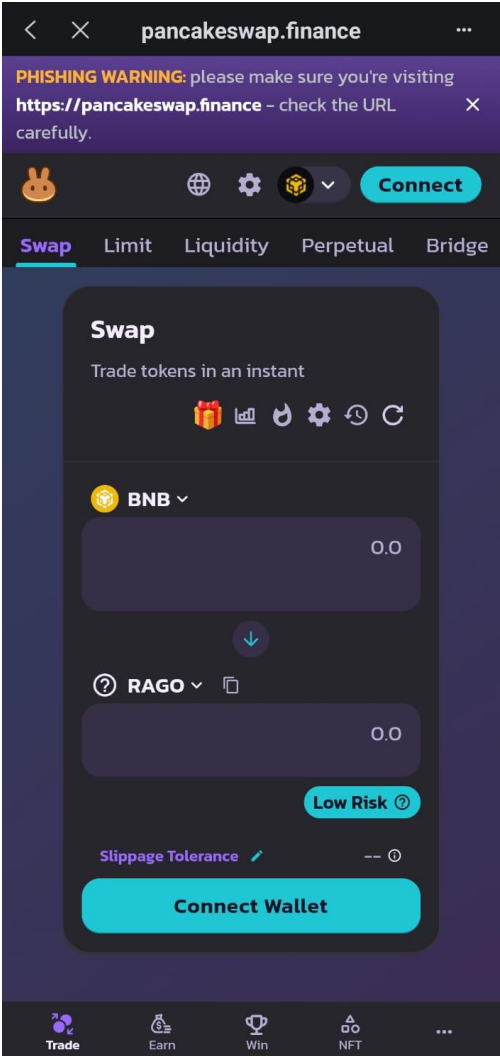 pancakeswap.finance
PHISHING WARNING: please make sure you're visiting
https://pancakeswap.finance - check the URL
carefully.
Connect
Swap Limit Liquidity Perpetual Bridge
Swap
Trade tokens in an instant
BNB
0.0
RAGO
0.0
Low Risk
Slippage Tolerance --
Connect Wallet
Trade Earn Win NFT